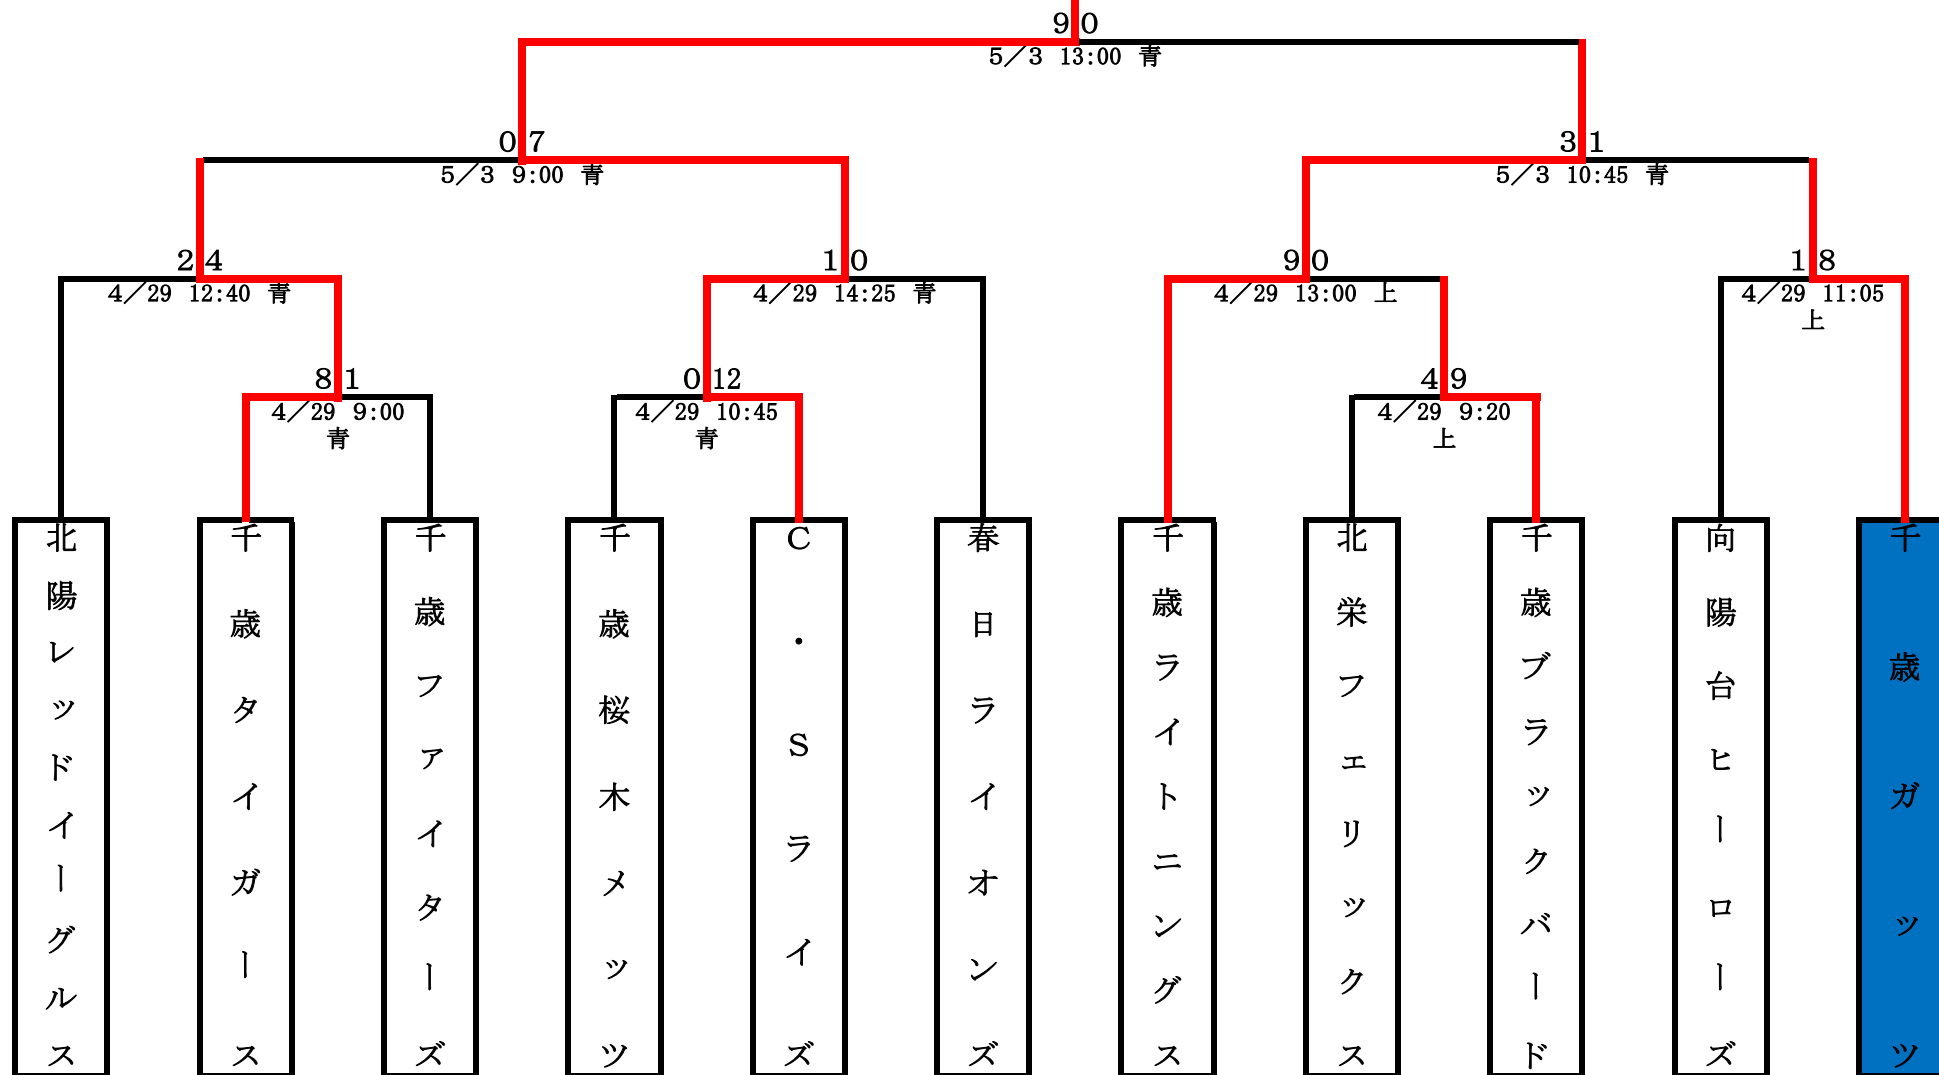 ９ ０
５／３ 13:00 青
０ ７
５／３ 9:00 青
３ １
５／３ 10:45 青
２ ４
４／29 12:40 青
１ ０
４／29 14:25 青
９ ０
４／29 13:00 上
１ ８
４／29 11:05
上
８ １
４／29 9:00
青
０ 12
４／29 10:45
青
４ ９
４／29 9:20
上
北陽レッドイーグルス
千歳タイガース
千歳ファイターズ
千歳桜木メッツ
Ｃ・Ｓライズ
春日ライオンズ
千歳ライトニングス
北栄フェリックス
千歳ブラックバード
向陽台ヒーローズ
千歳ガッツ